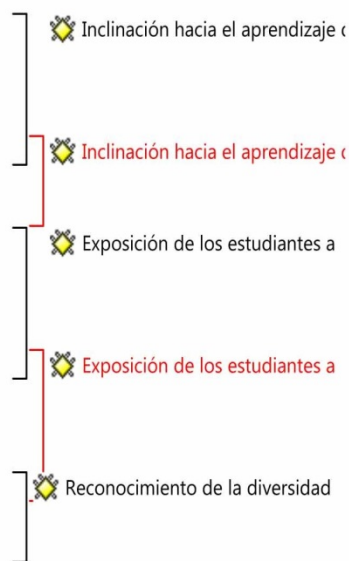 Inclinación hacia el aprendizaje
Inclinación hacia el aprendizaje
Exposición de los estudiantes a
Exposición de los estudiantes a
Reconocimiento de la diversidad